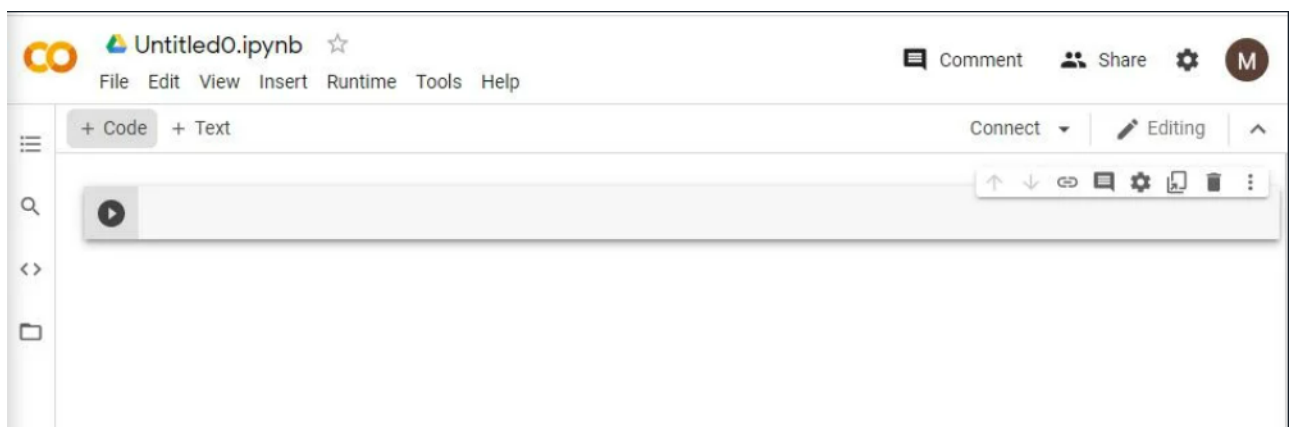 CO Untitled0.ipynb
File Edit View Insert Runtime Tools Help
Comment Share M
+ Code + Text
Connect Editing